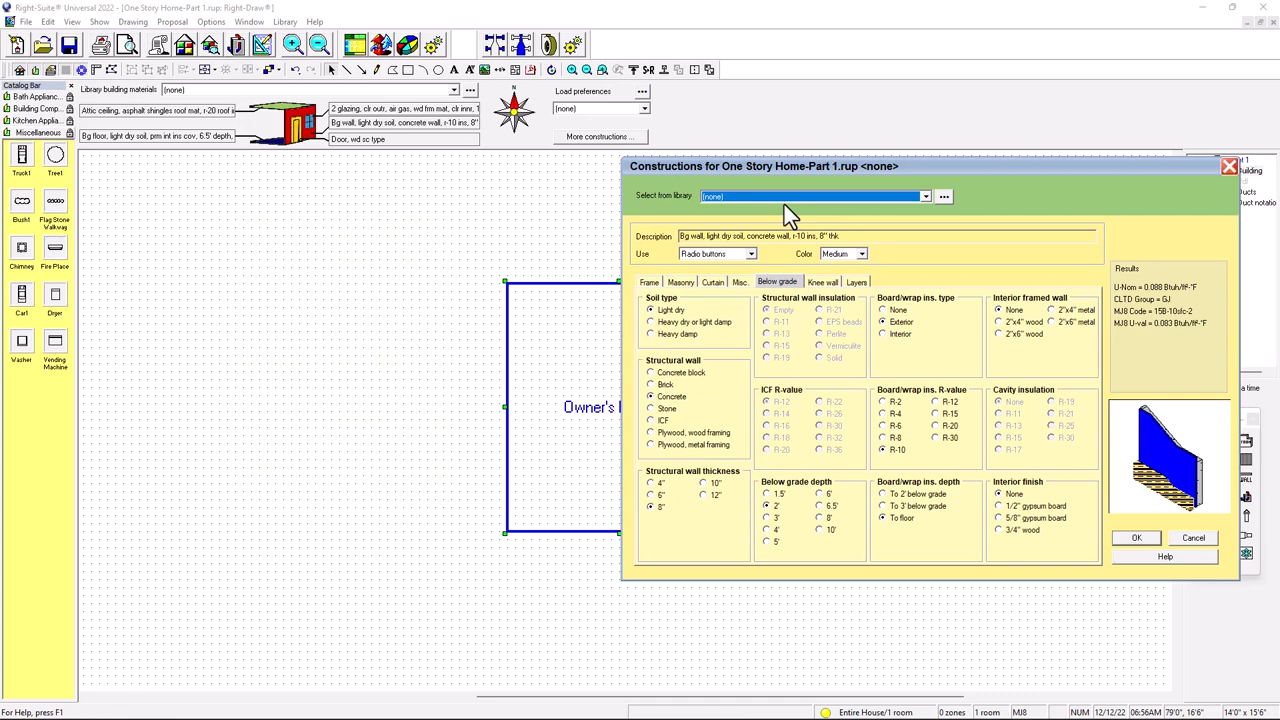 Right-Suite® Universal 2022 - [One Story Home-Part 1.rup: Right-Draw®]
File Edit View Show Drawing Proposal Options Window Library Help
Catalog Bar
Bath Applianc...
Building Comp...
Kitchen Applia...
Miscellaneous
Library building materials (none)
Attic ceiling, asphalt shingles roof mat, r-20 roof i
Bg floor, light dry soil, prm int ins cov, 6.5' depth,
2 glazing, clr outr, air gas, wd frm mat, clr innr, 1
Bg wall, light dry soil, concrete wall, r-10 ins, 8"
Door, wd sc type
N
Load preferences
(none)
More constructions ...
Truck1 Tree1
Bush1 Flag Stone Walkway
Chimney Fire Place
Car1 Dryer
Washer Vending Machine
Owner's
Constructions for One Story Home-Part 1.rup <none>
Select from library (none)
Description Bg wall, light dry soil, concrete wall, r-10 ins, 8" thk
Use Radio buttons Color Medium
Frame Masonry Curtain Misc. Below grade Knee wall Layers
Soil type
Light dry
Heavy dry or light damp
Heavy damp
Structural wall
Concrete block
Brick
Concrete
Stone
ICF
Plywood, wood framing
Plywood, metal framing
Structural wall thickness
4" 10"
6" 12"
8"
Structural wall insulation
Empty R-21
R-11 EPS beads
R-13 Perlite
R-15 Vermiculite
R-19 Solid
ICF R-value
R-12 R-22
R-14 R-26
R-16 R-30
R-18 R-32
R-20 R-36
Below grade depth
1.5' 6'
2' 6.5'
3' 8'
4' 10'
5'
Board/wrap ins. type
None
Exterior
Interior
Board/wrap ins. R-value
R-2 R-12
R-4 R-15
R-6 R-20
R-8 R-30
R-10
Board/wrap ins. depth
To 2' below grade
To 3' below grade
To floor
Interior framed wall
None 2"x4" metal
2"x4" wood 2"x6" metal
2"x6" wood
Cavity insulation
None R-19
R-11 R-21
R-13 R-25
R-15 R-30
R-17
Interior finish
None
1/2" gypsum board
5/8" gypsum board
3/4" wood
Results
U-Nom = 0.088 Btuh/ft²-°F
CLTD Group = GJ
MJ8 Code = 15B-10sfc-2
MJ8 U-val = 0.083 Btuh/ft²-°F
OK Cancel
Help
Building
Duct
Duct notatio
a time
WALL
For Help, press F1
Entire House/1 room 0 zones 1 room MJ8 NUM 12/12/22 06:56AM 79'0, 16'6" 14'0" x 15'6"